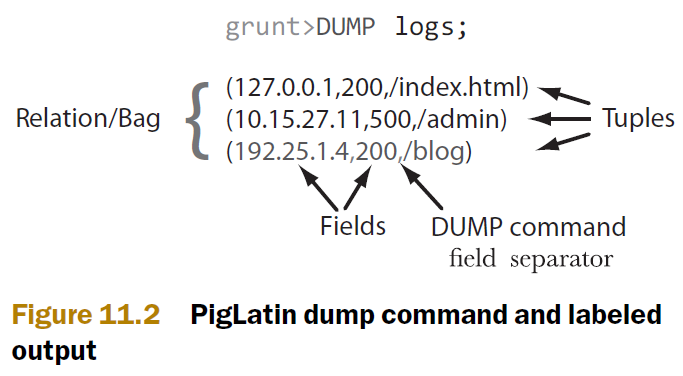 grunt>DUMP logs;
(127.0.0.1,200,/index.html)
Relation/Bag { (10.15.27.11,500,/admin) Tuples
(192.25.1.4,200,/blog)
Fields DUMP command
field separator
Figure 11.2 PigLatin dump command and labeled
output